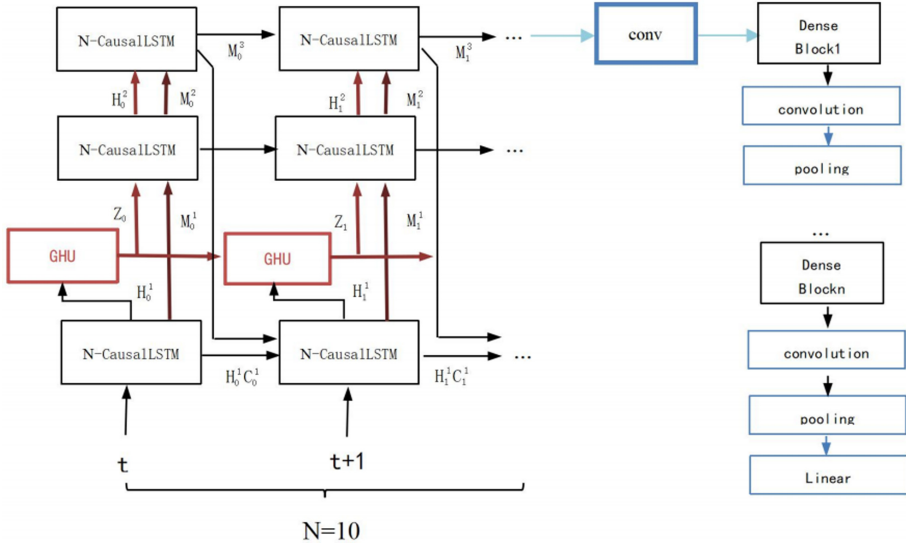 N-CausalLSTM
M₀³
N-CausalLSTM
M₁³
...
conv
Dense
Block1
H₀²
M₀²
H₁²
M₁²
convolution
N-CausalLSTM
N-CausalLSTM
...
pooling
Z₀
M₀¹
Z₁
M₁¹
...
GHU
GHU
Dense
Blockn
H₀¹
H₁¹
N-CausalLSTM
N-CausalLSTM
...
convolution
H₀¹C₀¹
H₁¹C₁¹
pooling
t
t+1
Linear
N=10